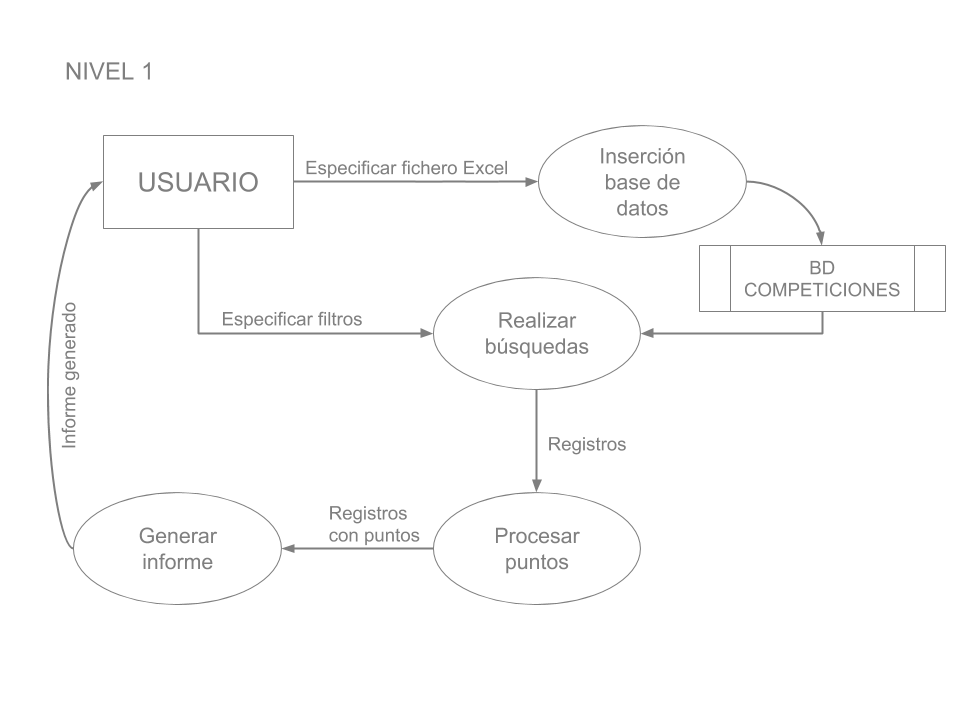 NIVEL 1
USUARIO
Especificar fichero Excel
Inserción
base de
datos
BD
COMPETICIONES
Especificar filtros
Realizar
búsquedas
Informe generado
Registros
Registros
con puntos
Generar
informe
Procesar
puntos